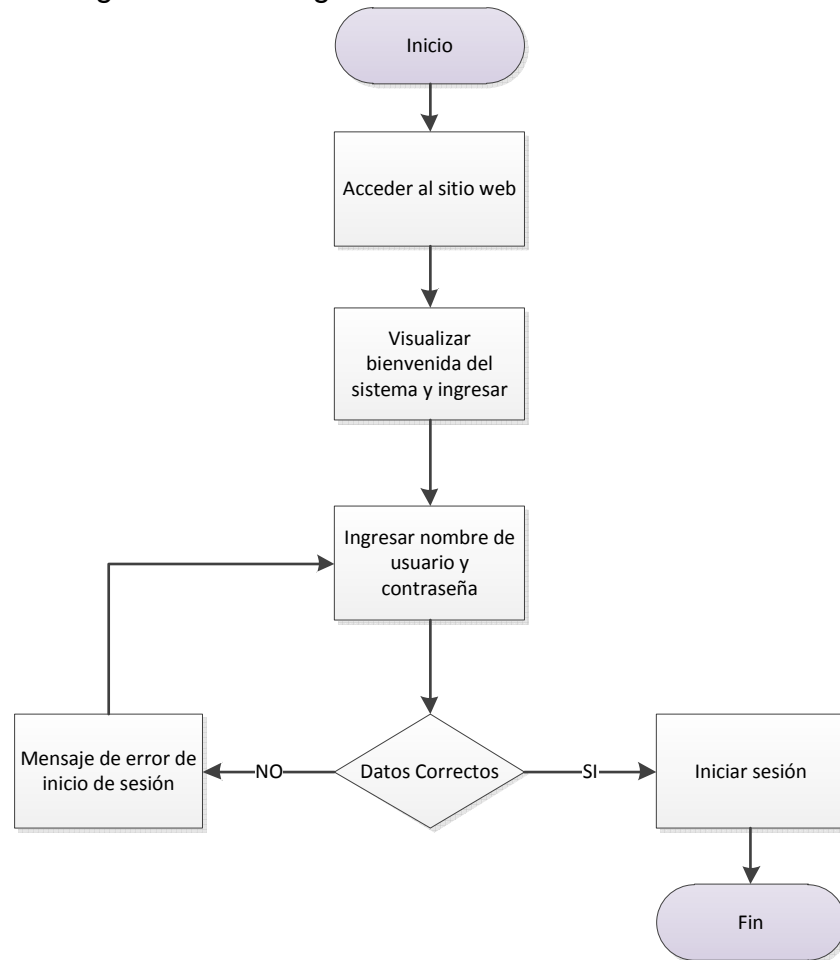 Inicio
Acceder al sitio web
Visualizar
bienvenida del
sistema y ingresar
Ingresar nombre de
usuario y
contraseña
Mensaje de error de
inicio de sesión
NO
Datos Correctos
SI
Iniciar sesión
Fin